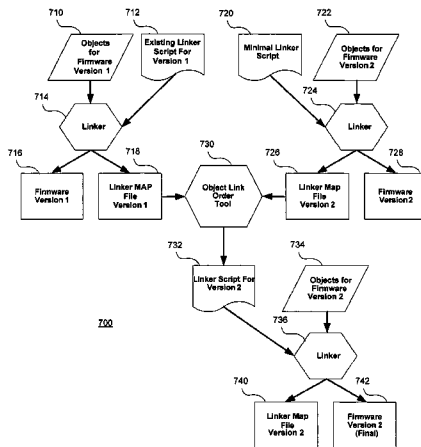 710
712
720
722
Objects
for
Firmware
Version 1
Existing Linker
Script For
Version 1
Minimal Linker
Script
Objects for
Firmware
Version 2
714
Linker
724
Linker
716
718
730
726
728
Firmware
Version 1
Linker MAP
File
Version 1
Object Link
Order
Tool
Linker Map
File
Version 2
Firmware
Version2
732
734
Linker Script For
Version 2
Objects for
Firmware
Version 2
700
736
Linker
740
742
Linker Map
File
Version 2
Firmware
Version 2
(Final)